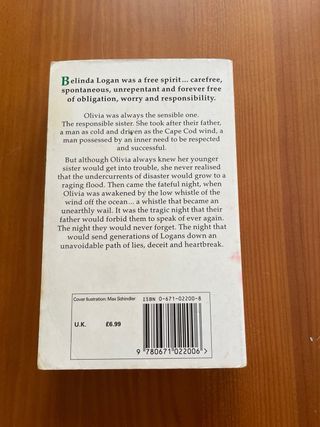 Belinda Logan was a free spirit... carefree,
spontaneous, unrepentant and forever free
of obligation, worry and responsibility.
Olivia was always the sensible one.
The responsible sister. She took after their father,
a man as cold and driven as the Cape Cod wind, a
man possessed by an inner need to be respected
and successful.
But although Olivia always knew her younger
sister would get into trouble, she never realised
that the undercurrents of disaster would grow to a
raging flood. Then came the fateful night, when
Olivia was awakened by the low whistle of the
wind off the ocean... a whistle that became an
unearthly wail. It was the tragic night that their
father would forbid them to speak of ever again.
The night they would never forget. The night that
would send generations of Logans down an
unavoidable path of lies, deceit and heartbreak.
Cover Illustration: Max Schindler
ISBN 0-671-02200-8
U.K. £6.99
9 780671 022006 >